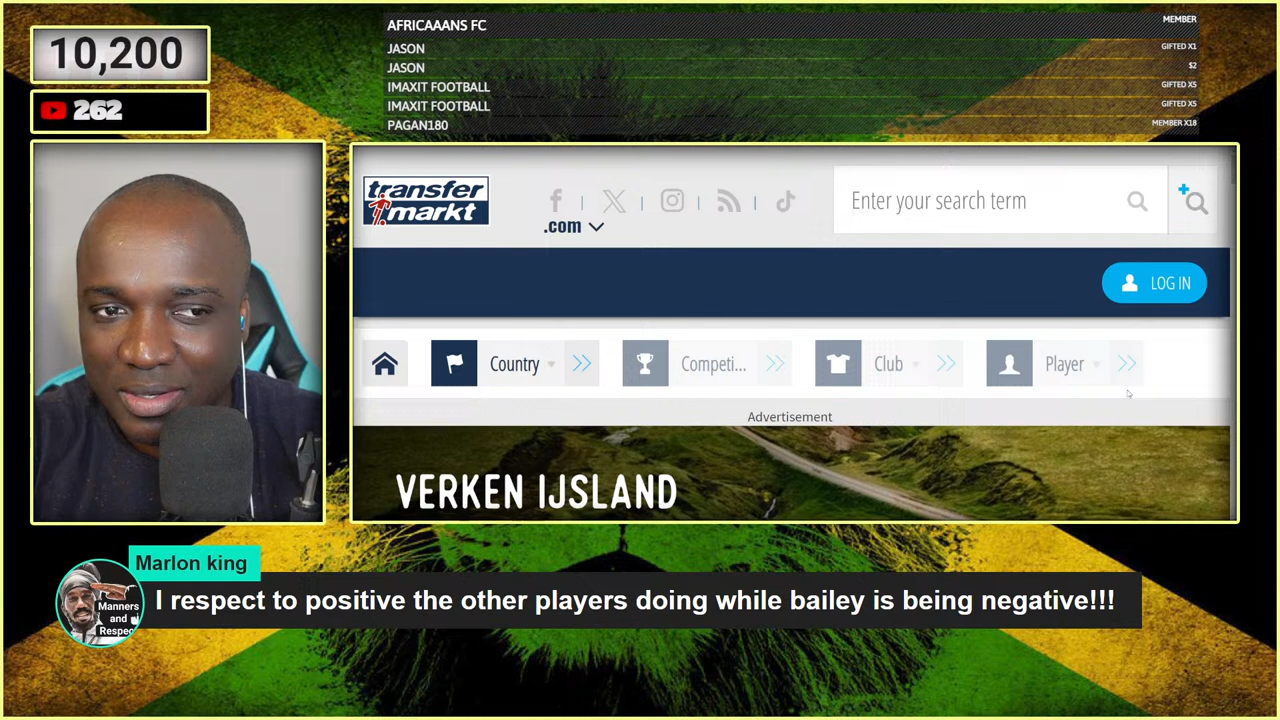 10,200
262
AFRICAAANS FC MEMBER
JASON GIFTED X1
JASON $2
IMAXIT FOOTBALL GIFTED X5
IMAXIT FOOTBALL GIFTED X5
PAGAN180 MEMBER X18
transfer
markt
.com
Enter your search term
LOG IN
Country
Competi...
Club
Player
Advertisement
VERKEN IJSLAND
Marlon king
I respect to positive the other players doing while bailey is being negative!!!
Manners
and
Respec